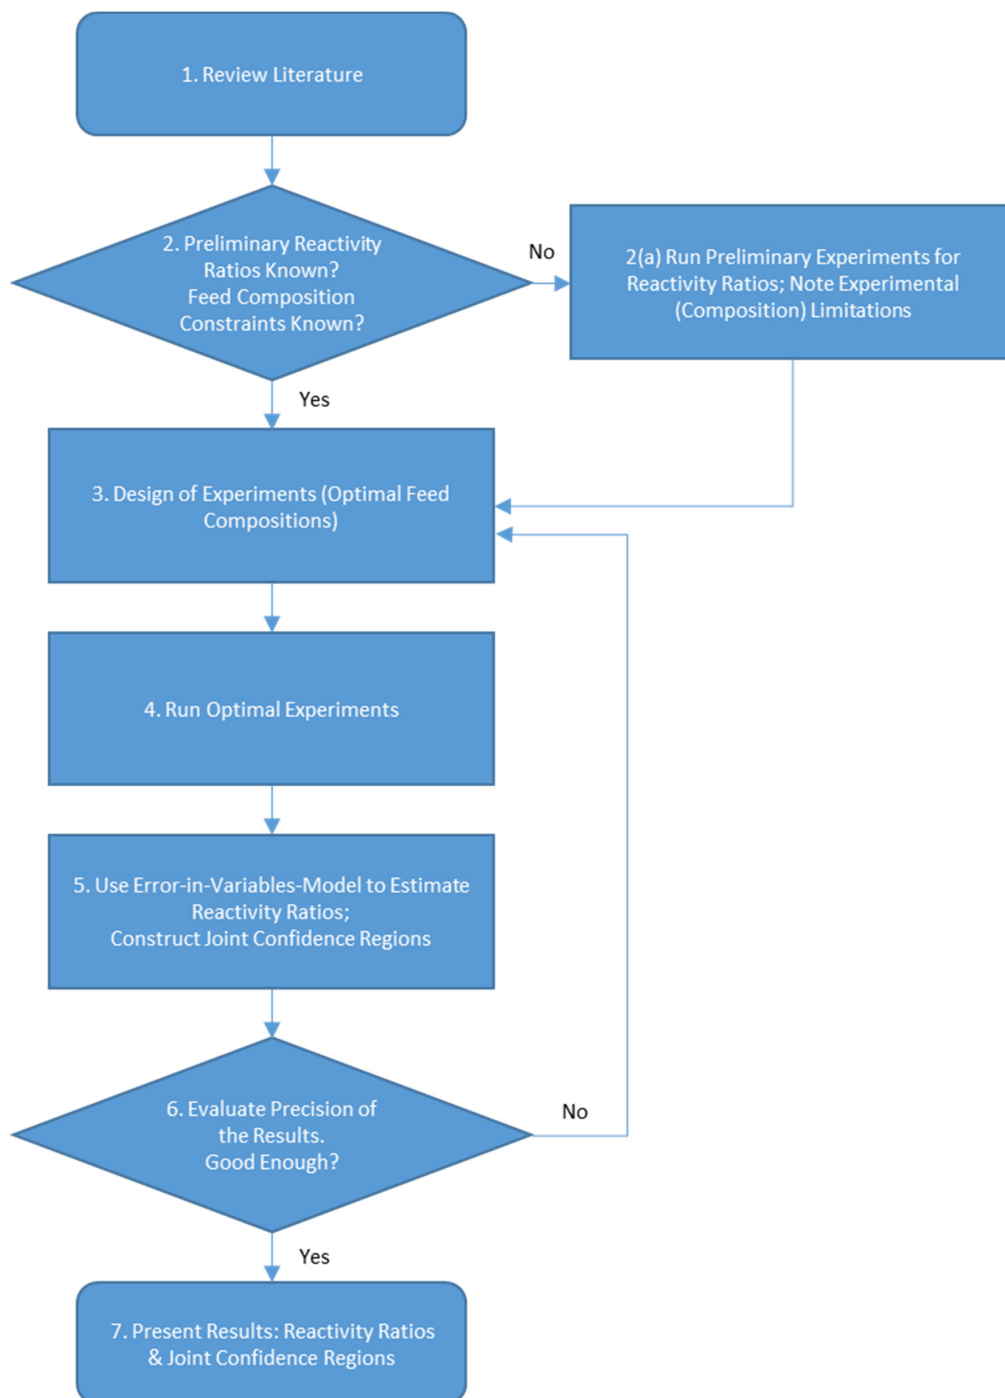 1. Review Literature
2. Preliminary Reactivity
Ratios Known?
Feed Composition
Constraints Known?
No
2(a) Run Preliminary Experiments for
Reactivity Ratios; Note Experimental
(Composition) Limitations
Yes
3. Design of Experiments (Optimal Feed
Compositions)
4. Run Optimal Experiments
5. Use Error-in-Variables-Model to Estimate
Reactivity Ratios;
Construct Joint Confidence Regions
6. Evaluate Precision of
the Results.
Good Enough?
No
Yes
7. Present Results: Reactivity Ratios
& Joint Confidence Regions